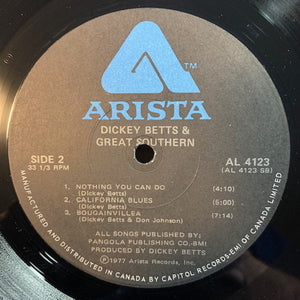 TM
ARISTA
DICKEY BETTS &
GREAT SOUTHERN
SIDE 2
33 1/3 RPM
AL 4123
(AL 4123 SB)
1. NOTHING YOU CAN DO (4:10)
(Dickey Betts)
2. CALIFORNIA BLUES (5:00)
(Dickey Betts)
3. BOUGAINVILLEA (7:14)
(Dickey Betts & Don Johnson)
ALL SONGS PUBLISHED BY:
PANGOLA PUBLISHING CO.-BMI
PRODUCED BY DICKEY BETTS
℗1977 Arista Records, Inc.
MANUFACTURED AND DISTRIBUTED IN CANADA BY CAPITOL RECORDS-EMI OF CANADA LIMITED